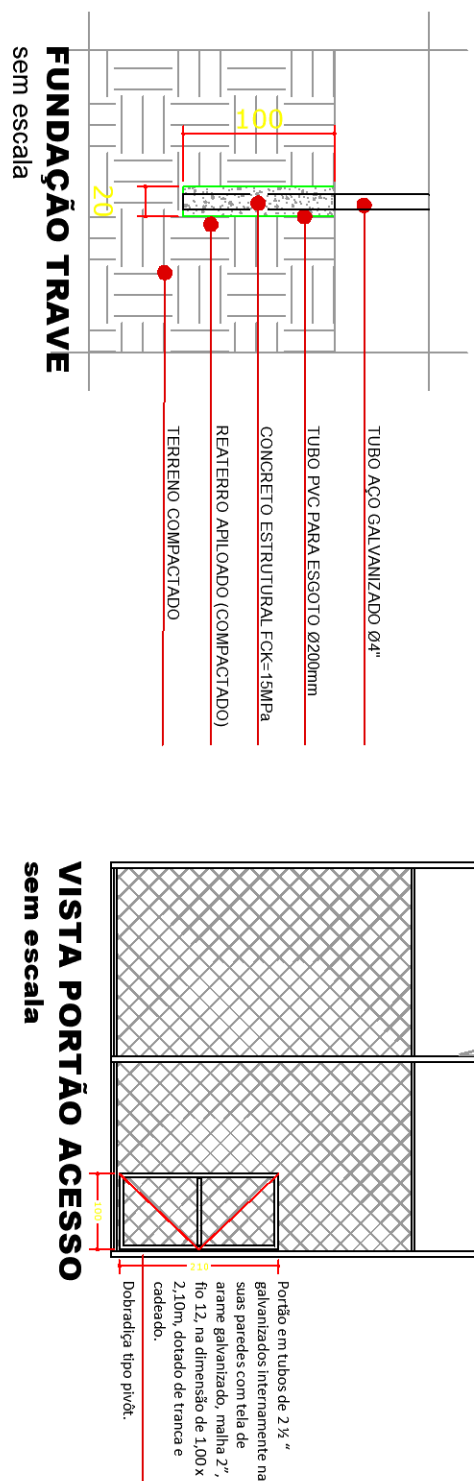 100
20
TUBO AÇO GALVANIZADO Ø4"
TUBO PVC PARA ESGOTO Ø200mm
CONCRETO ESTRUTURAL FCK=15MPa
REATERRO APILOADO (COMPACTADO)
TERRENO COMPACTADO
FUNDAÇÃO TRAVE
sem escala
100
210
Portão em tubos de 2 ½ "
galvanizados internamente na
suas paredes com tela de
arame galvanizado, malha 2",
fio 12, na dimensão de 1,00 x
2,10m, dotado de tranca e
cadeado.
Dobradiça tipo pivôt.
VISTA PORTÃO ACESSO
sem escala